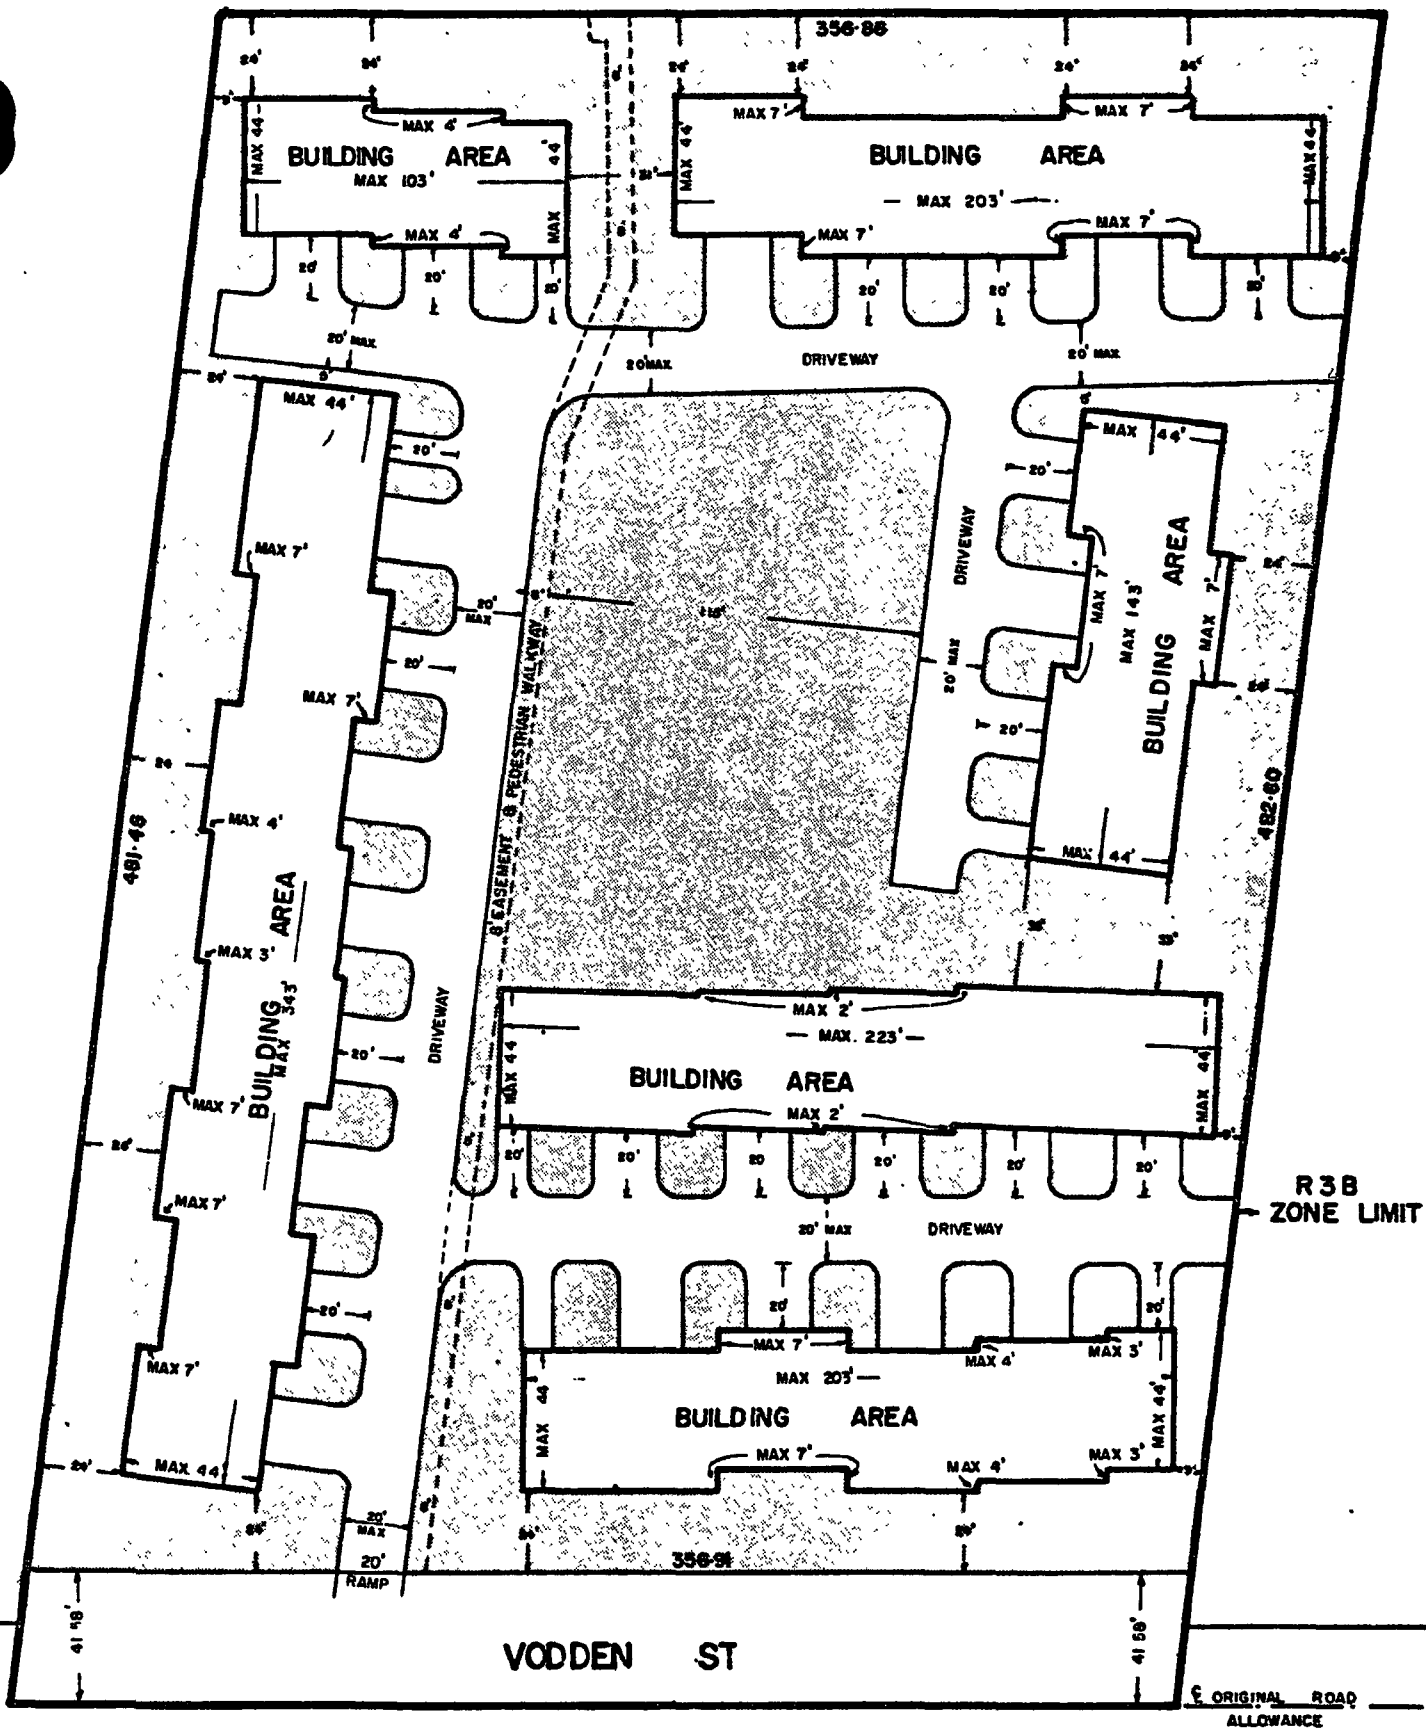 356·86
24' 24' 24' 24' 24' 24'
MAX 4'
MAX 7'
MAX 7'
MAX 44
44'
MAX
MAX 44'
MAX 44
BUILDING AREA
BUILDING AREA
MAX 103'
MAX 203'
MAX 4'
MAX 7'
MAX 7'
20' 20' 20' 20' 20' 20'
20' MAX.
20' MAX
DRIVEWAY
20' MAX
24'
MAX 44'
MAX 44'
20'
20'
MAX 7'
DRIVEWAY
24'
20'
MAX
MAX 7'
MAX 143'
BUILDING AREA
MAX 7'
20'
20' MAX
24'
MAX 7'
8' EASEMENT & PEDESTRIAN WALKWAY
20'
24
MAX 4'
481·46
482·60
MAX 44'
MAX 3'
BUILDING AREA
MAX 343'
DRIVEWAY
20'
MAX 2'
MAX. 223'
MAX 44
MAX 44'
BUILDING AREA
MAX 2'
MAX 7'
20' 20' 20 20' 20' 20'
R3B
ZONE LIMIT
MAX 7'
20' MAX
DRIVEWAY
20'
20'
20'
MAX 7'
MAX 7'
MAX 4'
MAX 3'
MAX 203'
MAX 44
MAX 44'
BUILDING AREA
MAX 7'
MAX 4'
MAX 3'
24'
MAX. 44'
20'
MAX
20'
RAMP
356·91
41·58'
41·58'
VODDEN ST
℄ ORIGINAL ROAD
ALLOWANCE